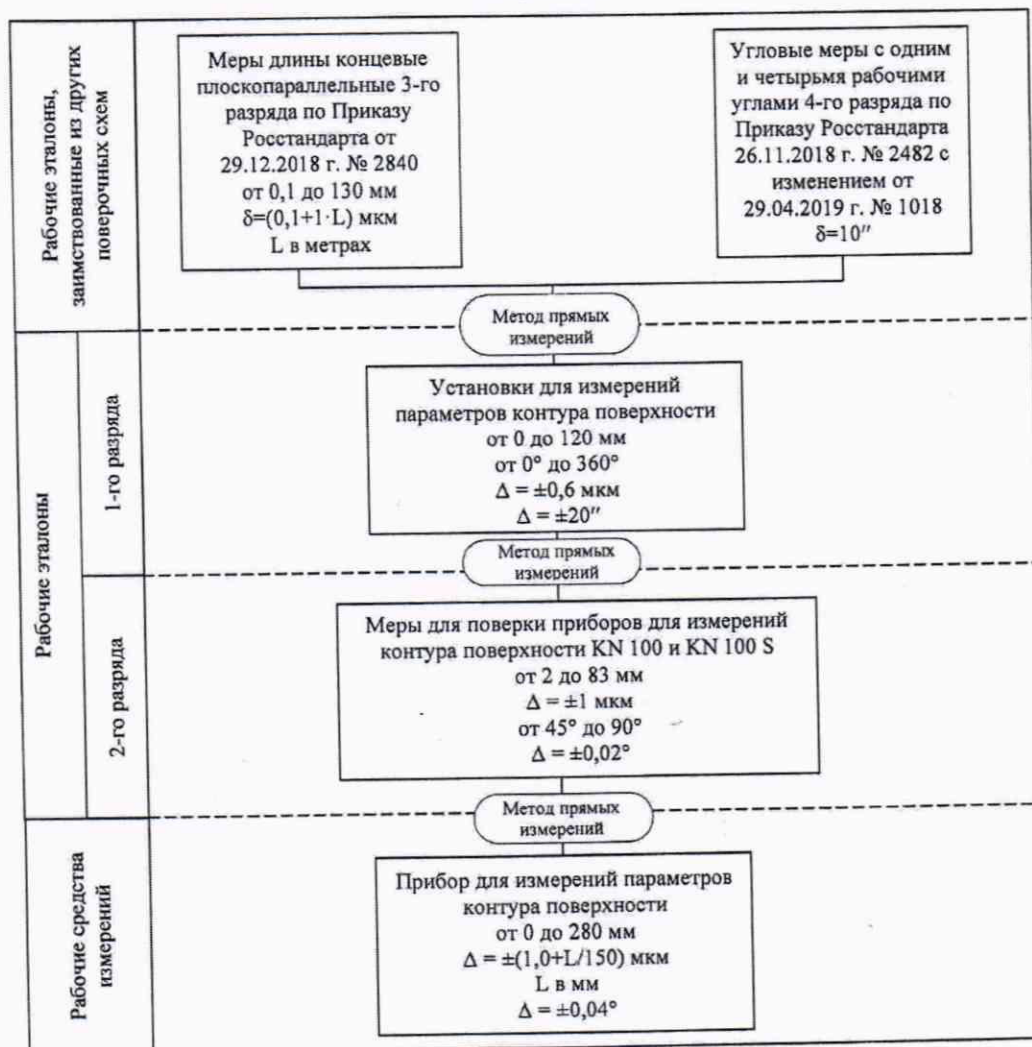 Рабочие эталоны,
заимствованные из других
поверочных схем
Меры длины концевые
плоскопараллельные 3-го
разряда по Приказу
Росстандарта от
29.12.2018 г. № 2840
от 0,1 до 130 мм
δ=(0,1+1·L) мкм
L в метрах
Угловые меры с одним
и четырьмя рабочими
углами 4-го разряда по
Приказу Росстандарта
26.11.2018 г. № 2482 с
изменением от
29.04.2019 г. № 1018
δ=10″
Метод прямых
измерений
Рабочие эталоны
1-го разряда
Установки для измерений
параметров контура поверхности
от 0 до 120 мм
от 0° до 360°
Δ = ±0,6 мкм
Δ = ±20″
Метод прямых
измерений
2-го разряда
Меры для поверки приборов для измерений
контура поверхности KN 100 и KN 100 S
от 2 до 83 мм
Δ = ±1 мкм
от 45° до 90°
Δ = ±0,02°
Метод прямых
измерений
Рабочие средства
измерений
Прибор для измерений параметров
контура поверхности
от 0 до 280 мм
Δ = ±(1,0+L/150) мкм
L в мм
Δ = ±0,04°